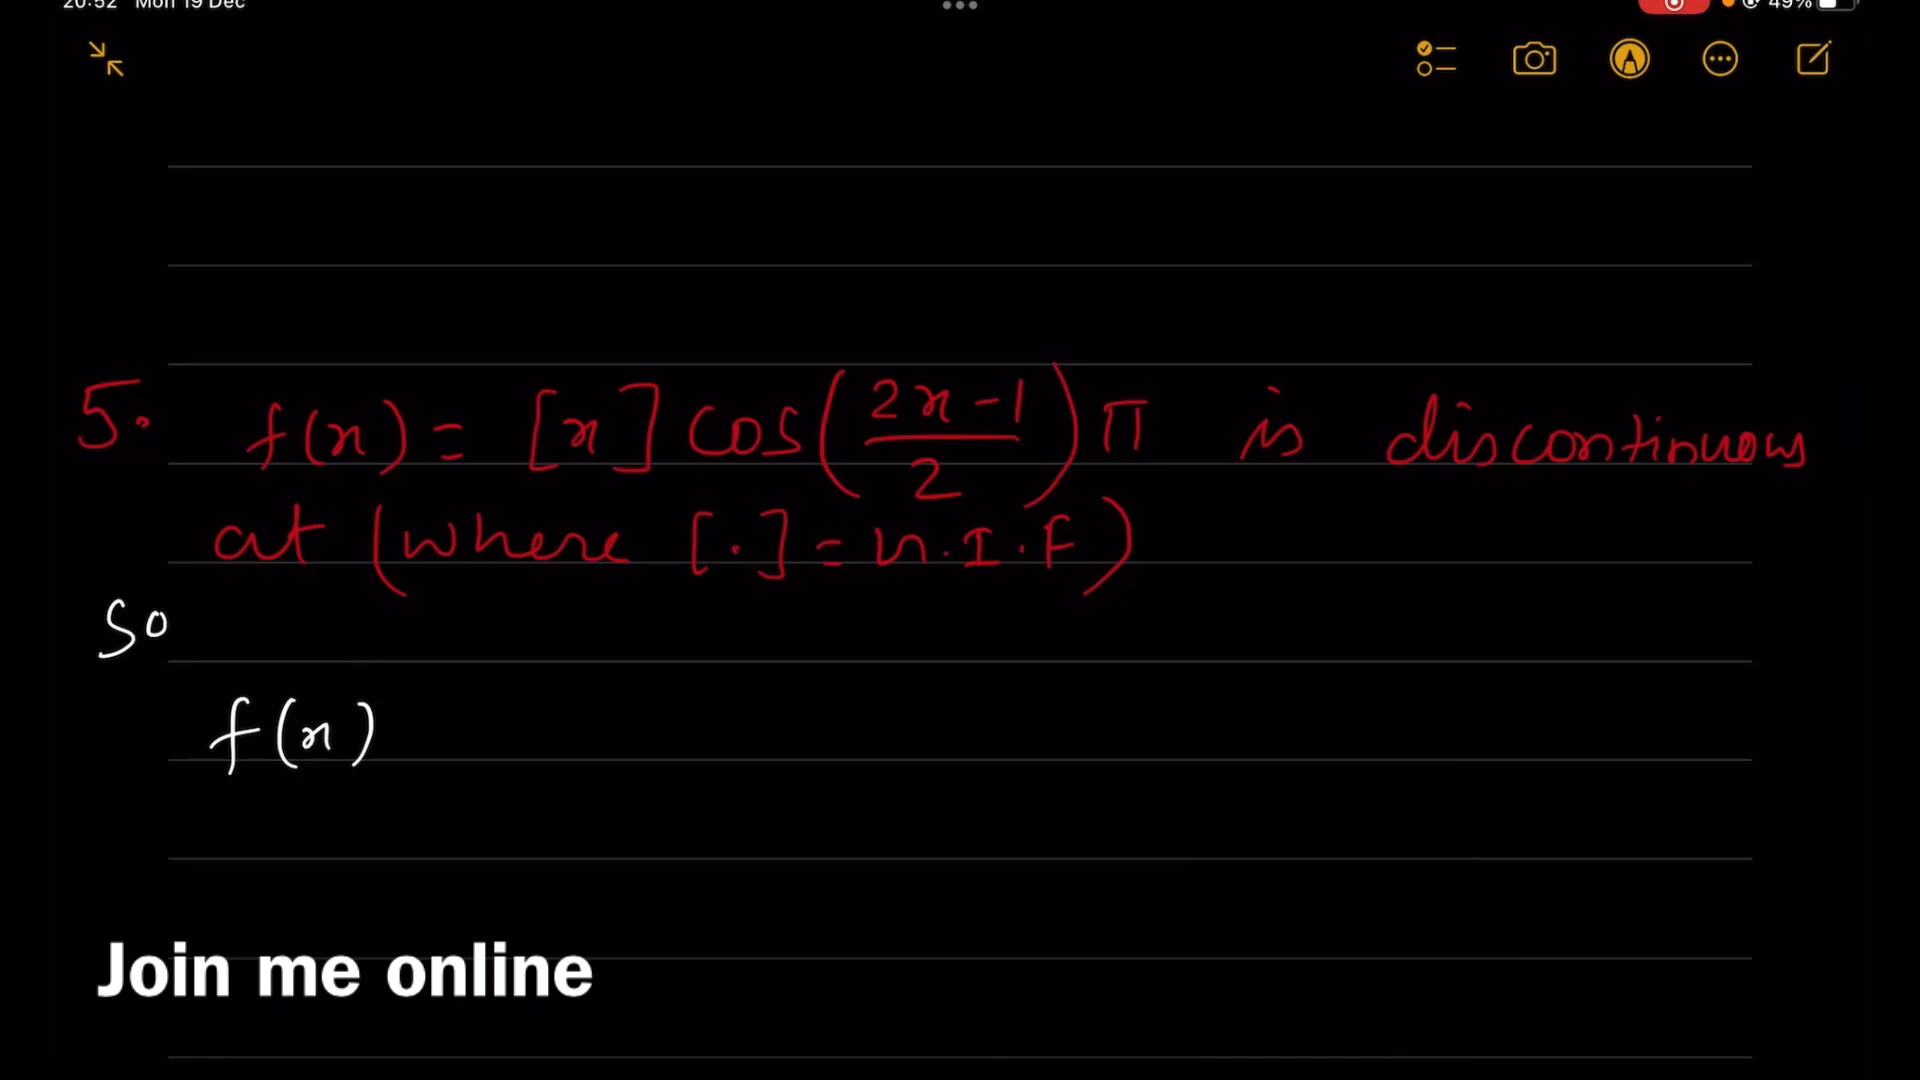 20:52 Mon 19 Dec 49%
5. f(x) = [x] cos(2x-1/2)π is discontinuous
at (where [.] = n.I.F)
So
f(x)
Join me online